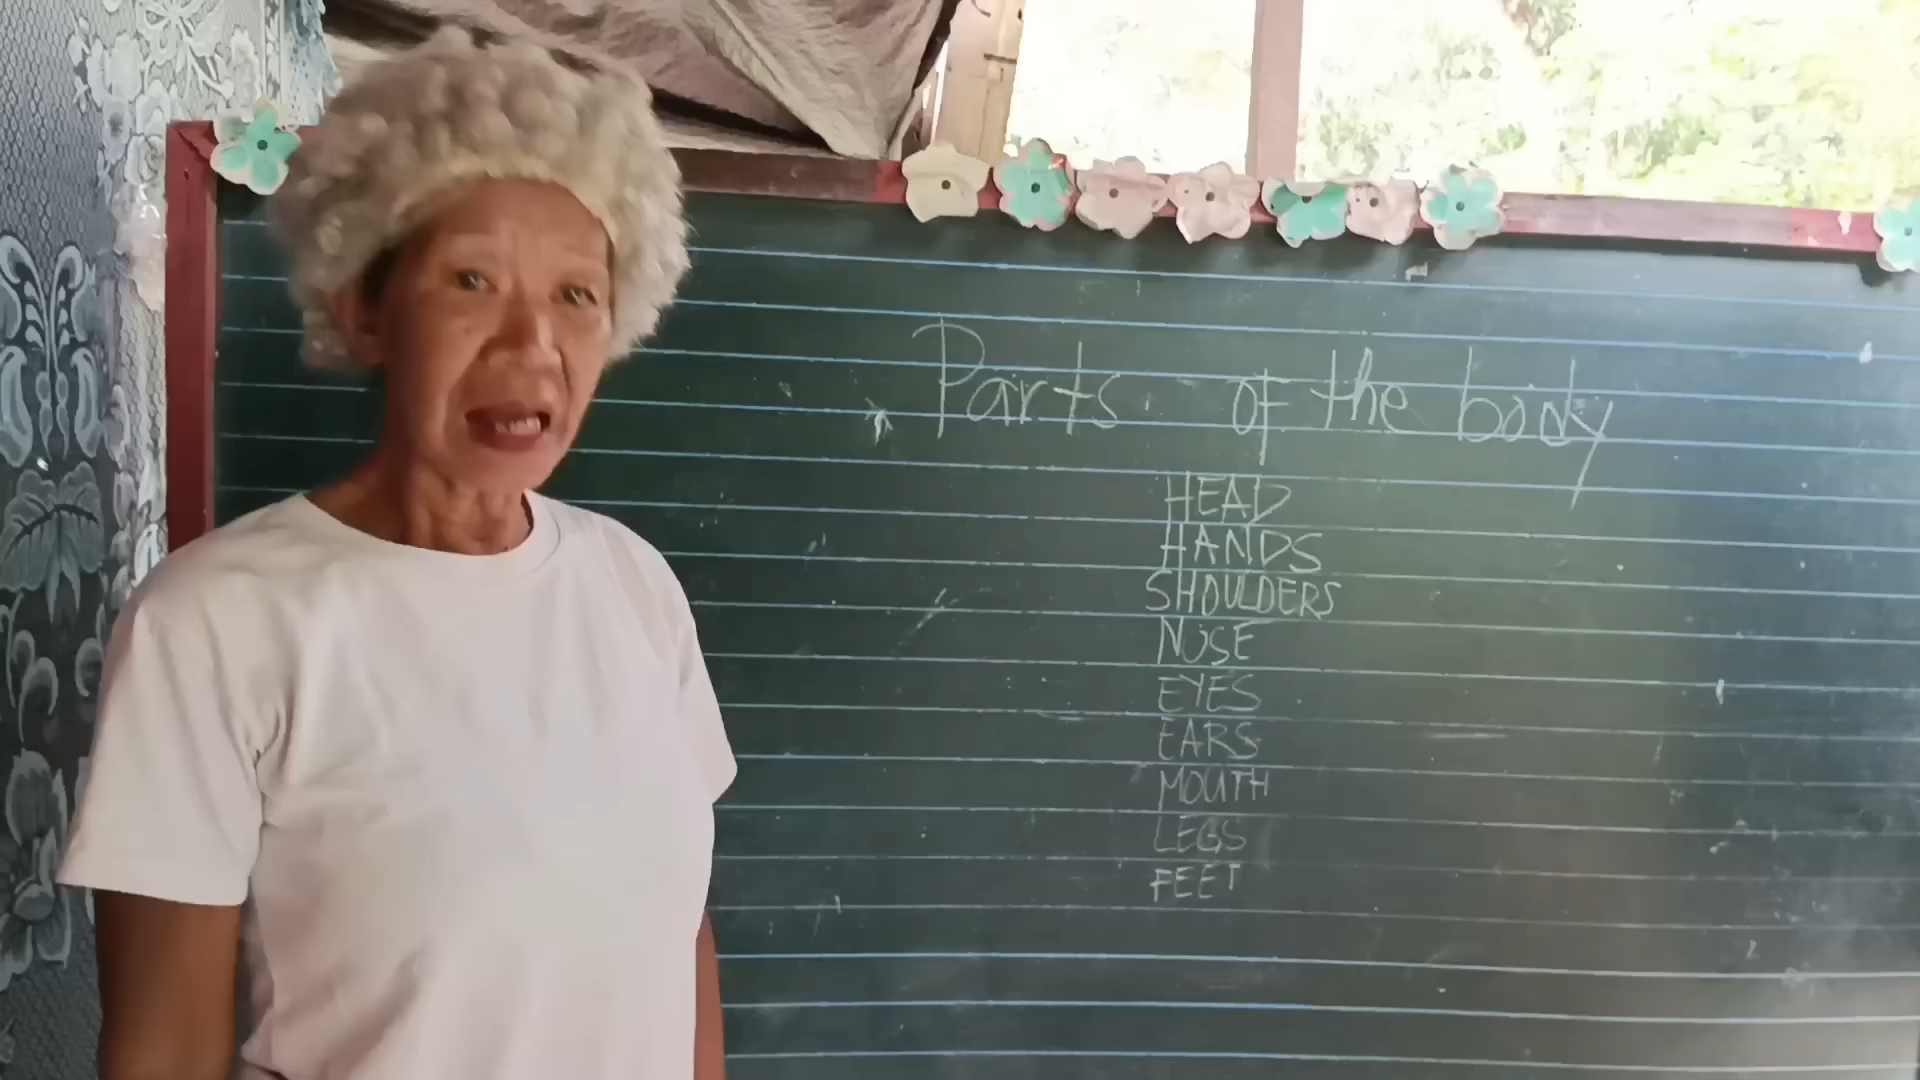 Parts of the body
HEAD
HANDS
SHOULDERS
NOSE
EYES
EARS
MOUTH
LEGS
FEET